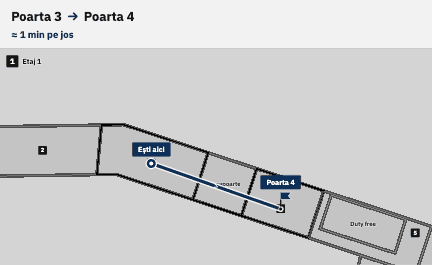 Poarta 3 → Poarta 4
≈ 1 min pe jos
1 Etaj 1
Ești aici
2
Poarta 4
Duty free
5